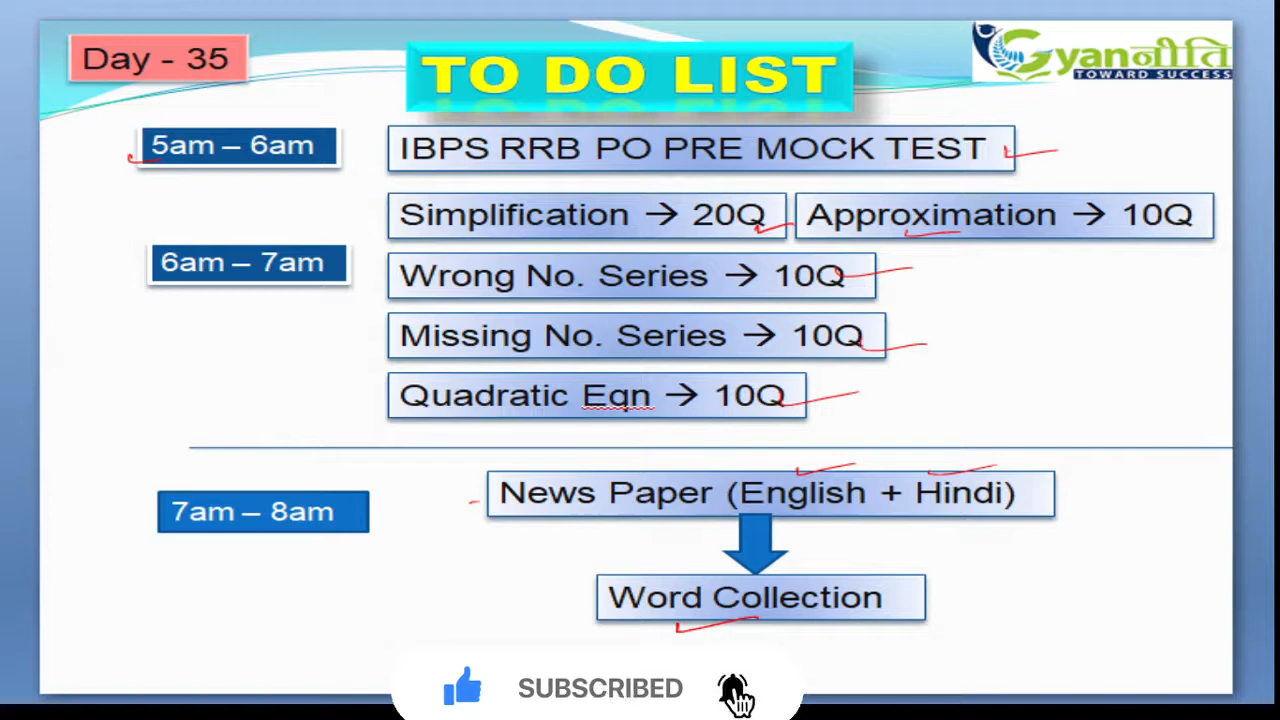 Day - 35
TO DO LIST
Gyanनीति
TOWARD SUCCESS
5am – 6am
IBPS RRB PO PRE MOCK TEST
Simplification → 20Q
Approximation → 10Q
6am – 7am
Wrong No. Series → 10Q
Missing No. Series → 10Q
Quadratic Eqn → 10Q
7am – 8am
News Paper (English + Hindi)
Word Collection
SUBSCRIBED